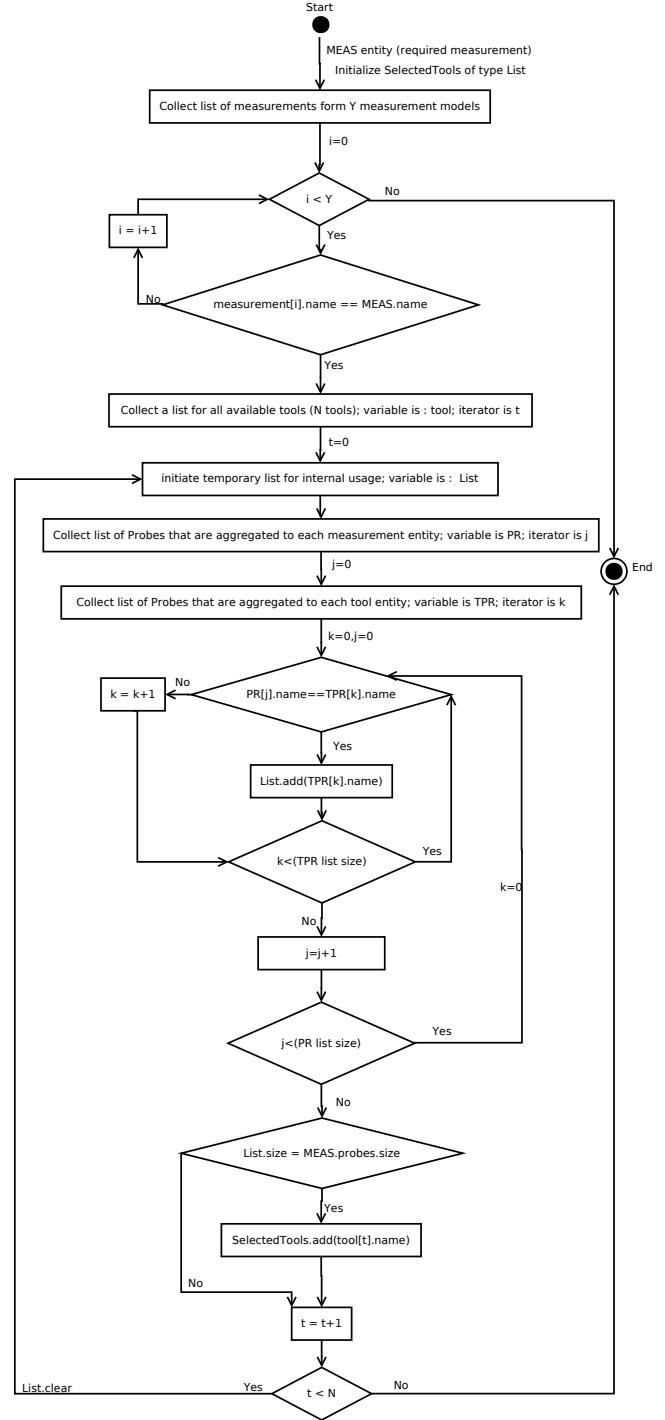 Start
MEAS entity (required measurement)
Initialize SelectedTools of type List
Collect list of measurements form Y measurement models
i=0
i < Y
No
i = i+1
Yes
No
measurement[i].name == MEAS.name
Yes
Collect a list for all available tools (N tools); variable is : tool; iterator is t
t=0
initiate temporary list for internal usage; variable is : List
Collect list of Probes that are aggregated to each measurement entity; variable is PR; iterator is j
j=0
End
Collect list of Probes that are aggregated to each tool entity; variable is TPR; iterator is k
k=0,j=0
No
k = k+1
PR[j].name==TPR[k].name
Yes
List.add(TPR[k].name)
k<(TPR list size)
Yes
k=0
No
j=j+1
j<(PR list size)
Yes
No
List.size = MEAS.probes.size
Yes
SelectedTools.add(tool[t].name)
No
t = t+1
List.clear
Yes
t < N
No